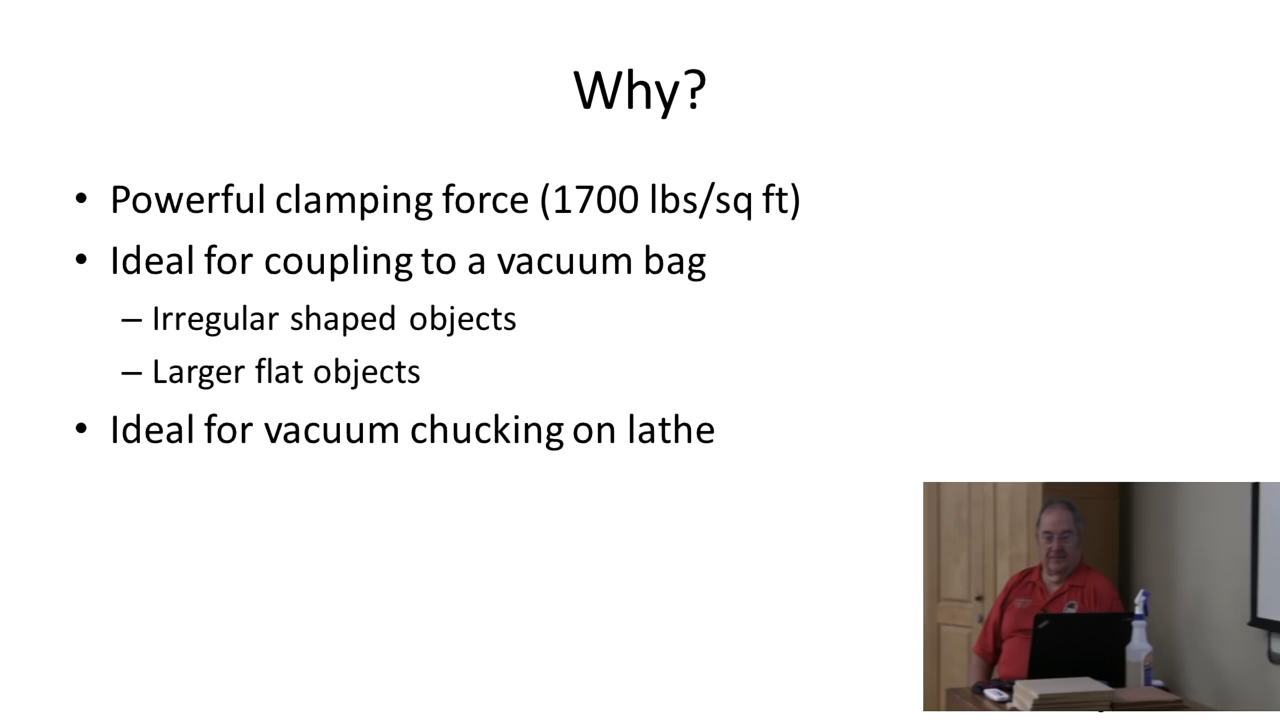 Why?
• Powerful clamping force (1700 lbs/sq ft)
• Ideal for coupling to a vacuum bag
– Irregular shaped objects
– Larger flat objects
• Ideal for vacuum chucking on lathe